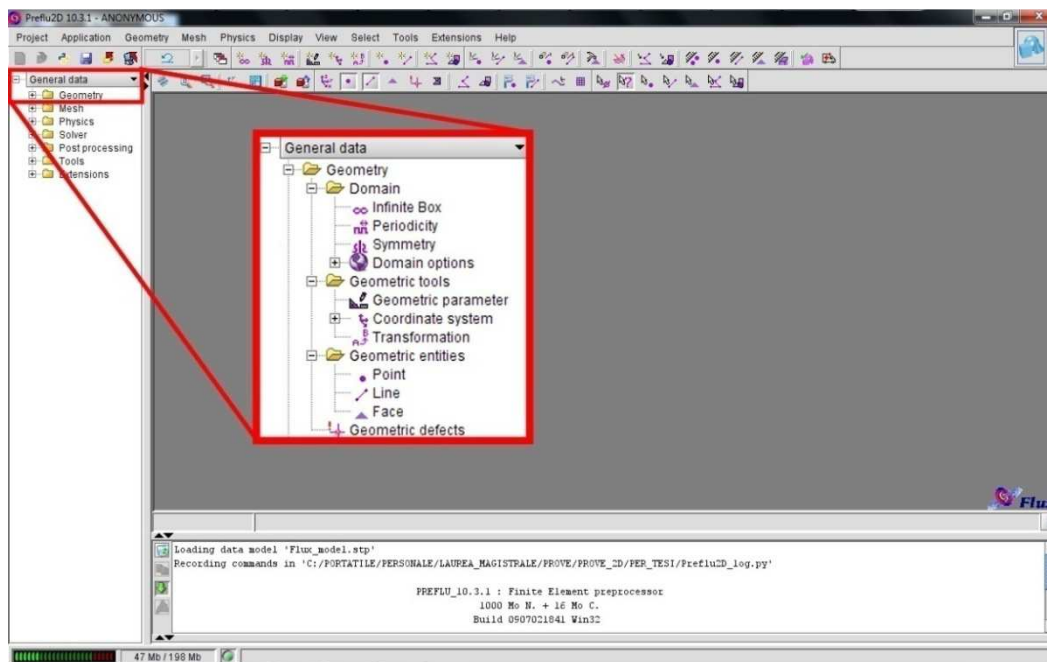 Preflu2D 10.3.1 - ANONYMOUS
Project Application Geometry Mesh Physics Display View Select Tools Extensions Help
General data
Geometry
Mesh
Physics
Solver
Post processing
Tools
Extensions
General data
Geometry
Domain
Infinite Box
Periodicity
Symmetry
Domain options
Geometric tools
Geometric parameter
Coordinate system
Transformation
Geometric entities
Point
Line
Face
Geometric defects
Flux
Loading data model 'Flux_model.stp'
Recording commands in 'C:/PORTATILE/PERSONALE/LAUREA_MAGISTRALE/PROVE/PROVE_2D/PER_TESI/Preflu2D_log.py'
PREFLU_10.3.1 : Finite Element preprocessor
1000 Mo N. + 16 Mo C.
Build 0907021841 Win32
47 Mb / 198 Mb